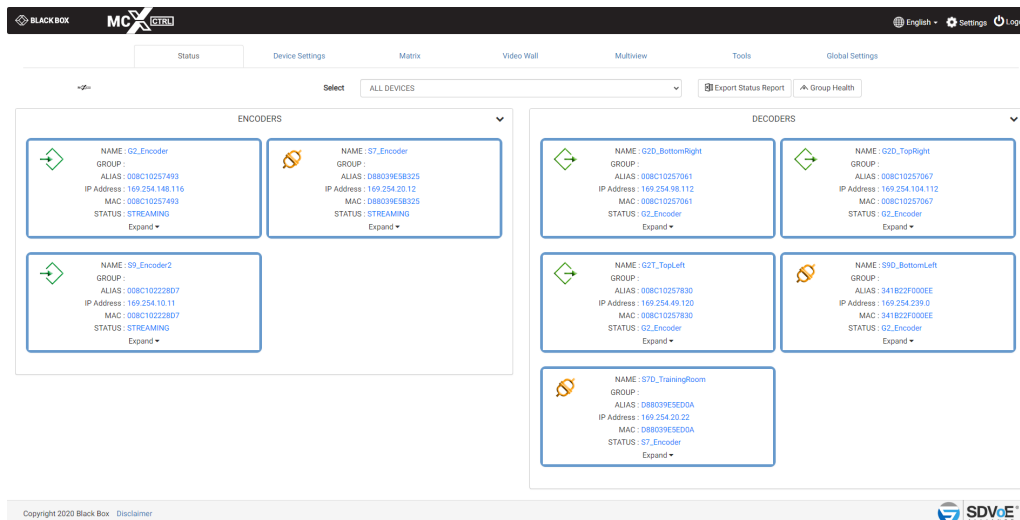 BLACK BOX
MCX CTRL
English
Settings
Logo
Status
Device Settings
Matrix
Video Wall
Multiview
Tools
Global Settings
Select
ALL DEVICES
Export Status Report
Group Health
ENCODERS
NAME : G2_Encoder
GROUP :
ALIAS : 008C10257493
IP Address : 169.254.148.116
MAC : 008C10257493
STATUS : STREAMING
Expand
NAME : S7_Encoder
GROUP :
ALIAS : D88039E5B325
IP Address : 169.254.20.12
MAC : D88039E5B325
STATUS : STREAMING
Expand
NAME : S9_Encoder2
GROUP :
ALIAS : 008C102228D7
IP Address : 169.254.10.11
MAC : 008C102228D7
STATUS : STREAMING
Expand
DECODERS
NAME : G2D_BottomRight
GROUP :
ALIAS : 008C10257061
IP Address : 169.254.98.112
MAC : 008C10257061
STATUS : G2_Encoder
Expand
NAME : G2D_TopRight
GROUP :
ALIAS : 008C10257067
IP Address : 169.254.104.112
MAC : 008C10257067
STATUS : G2_Encoder
Expand
NAME : G2T_TopLeft
GROUP :
ALIAS : 008C10257830
IP Address : 169.254.49.120
MAC : 008C10257830
STATUS : G2_Encoder
Expand
NAME : S9D_BottomLeft
GROUP :
ALIAS : 341B22F000EE
IP Address : 169.254.239.0
MAC : 341B22F000EE
STATUS : G2_Encoder
Expand
NAME : S7D_TrainingRoom
GROUP :
ALIAS : D88039E5ED0A
IP Address : 169.254.20.22
MAC : D88039E5ED0A
STATUS : S7_Encoder
Expand
Copyright 2020 Black Box Disclaimer
SDVoE